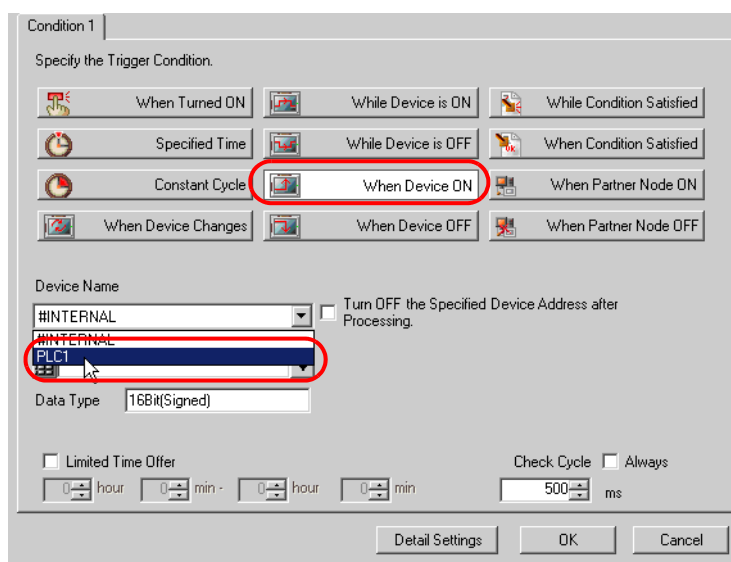 Condition 1
Specify the Trigger Condition.
When Turned ON While Device is ON While Condition Satisfied
Specified Time While Device is OFF When Condition Satisfied
Constant Cycle When Device ON When Partner Node ON
When Device Changes When Device OFF When Partner Node OFF
Device Name
#INTERNAL Turn OFF the Specified Device Address after
Processing.
#INTERNAL
PLC1
Data Type 16Bit(Signed)
Limited Time Offer Check Cycle Always
0 hour 0 min - 0 hour 0 min 500 ms
Detail Settings OK Cancel